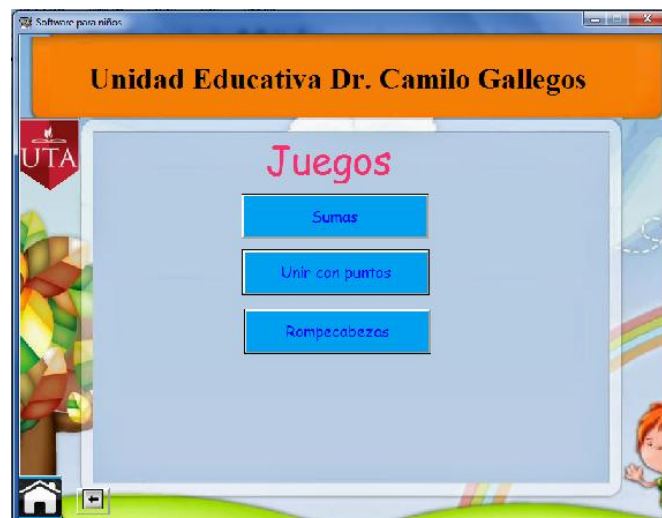 Software para niños
Unidad Educativa Dr. Camilo Gallegos
UTA
Juegos
Sumas
Unir con puntos
Rompecabezas